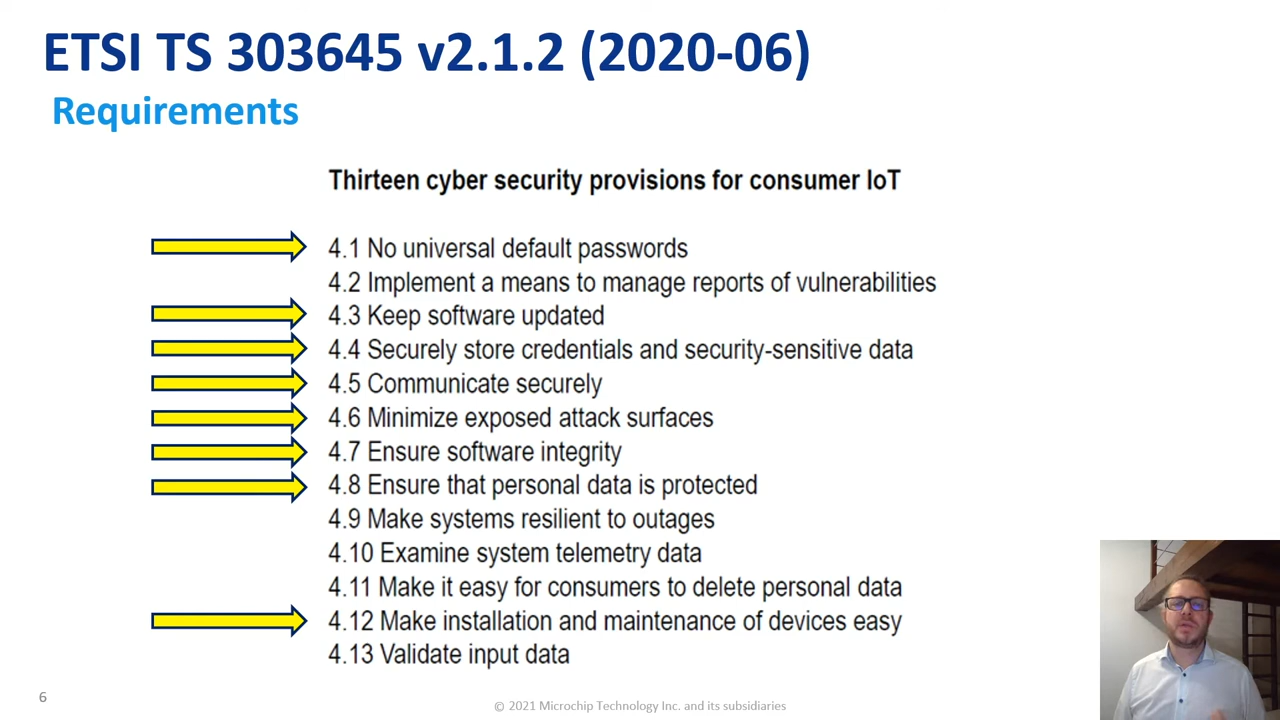 ETSI TS 303645 v2.1.2 (2020-06)
Requirements
Thirteen cyber security provisions for consumer IoT
4.1 No universal default passwords
4.2 Implement a means to manage reports of vulnerabilities
4.3 Keep software updated
4.4 Securely store credentials and security-sensitive data
4.5 Communicate securely
4.6 Minimize exposed attack surfaces
4.7 Ensure software integrity
4.8 Ensure that personal data is protected
4.9 Make systems resilient to outages
4.10 Examine system telemetry data
4.11 Make it easy for consumers to delete personal data
4.12 Make installation and maintenance of devices easy
4.13 Validate input data
6
© 2021 Microchip Technology Inc. and its subsidiaries